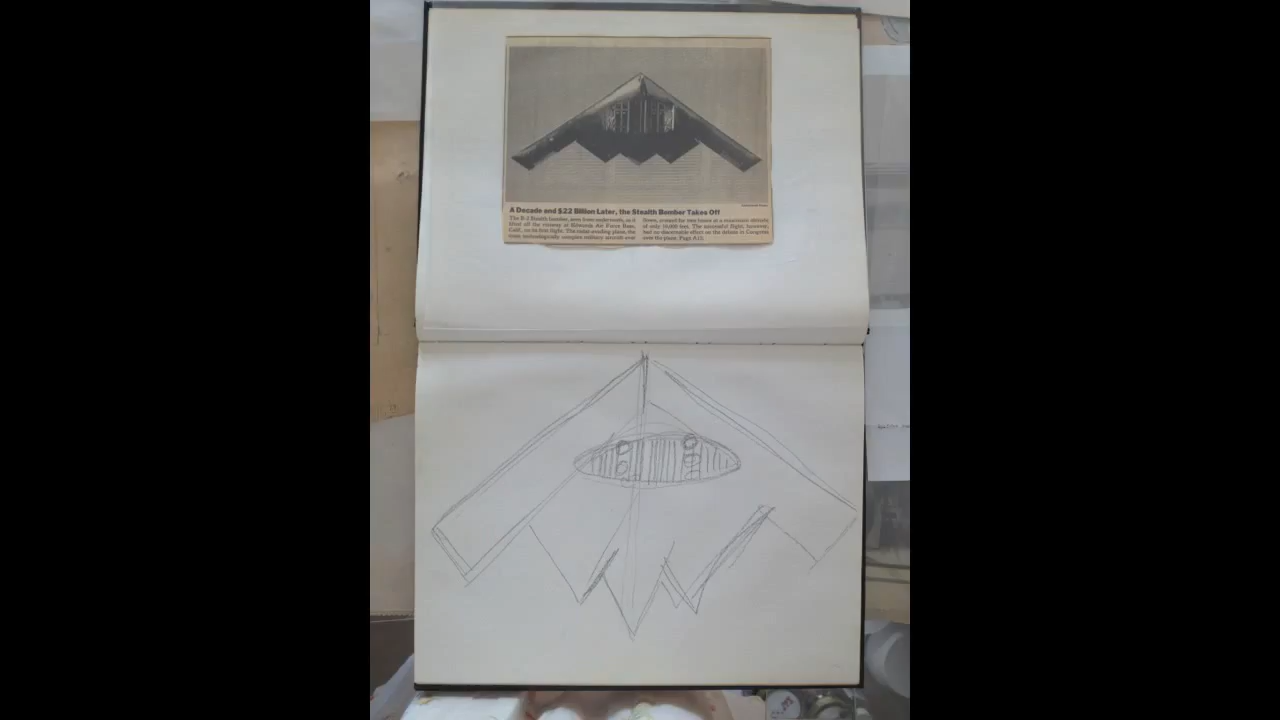 A Decade and $22 Billion Later, the Stealth Bomber Takes Off
The B-2 Stealth bomber, seen from underneath, as it
lifted off the runway at Edwards Air Force Base,
Calif., on its first flight. The radar-evading plane, the
most technologically complex military aircraft ever
flown, cruised for two hours at a maximum altitude
of only 10,000 feet. The successful flight, however,
had no discernible effect on the debate in Congress
over the plane. Page A10.